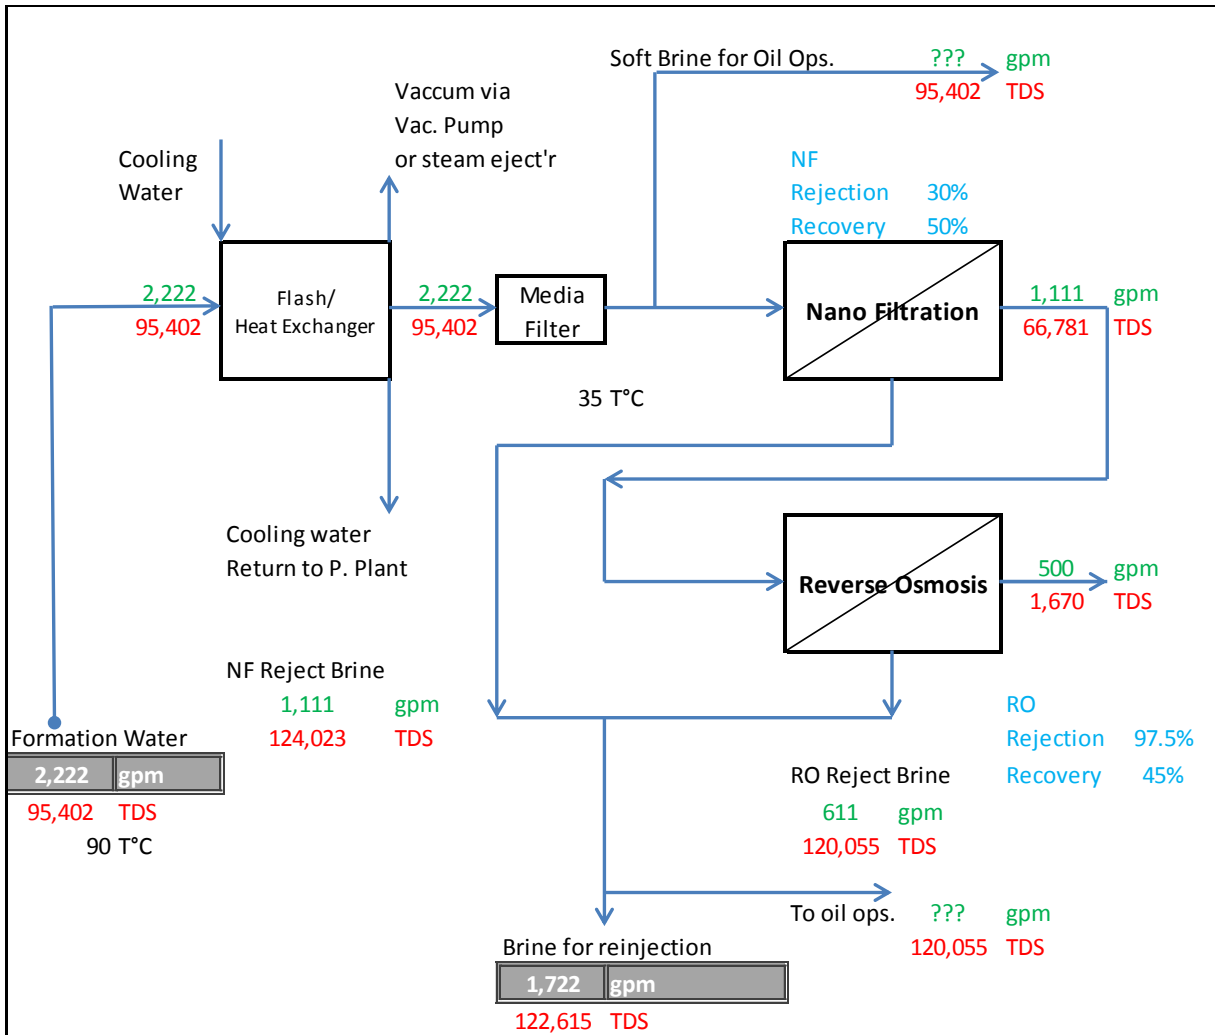 Soft Brine for Oil Ops. ??? gpm
95,402 TDS
Vaccum via
Vac. Pump
or steam eject'r
Cooling
Water
NF
Rejection 30%
Recovery 50%
2,222
95,402
Flash/
Heat Exchanger
2,222
95,402
Media
Filter
Nano Filtration
1,111 gpm
66,781 TDS
35 T°C
Cooling water
Return to P. Plant
Reverse Osmosis
500 gpm
1,670 TDS
NF Reject Brine
1,111 gpm
124,023 TDS
Formation Water
2,222 gpm
95,402 TDS
90 T°C
RO
Rejection 97.5%
Recovery 45%
RO Reject Brine
611 gpm
120,055 TDS
To oil ops. ??? gpm
120,055 TDS
Brine for reinjection
1,722 gpm
122,615 TDS